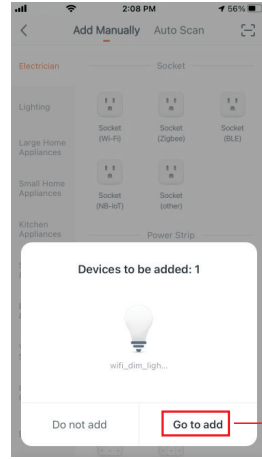 2:08 PM
56%
Add Manually Auto Scan
Electrician
Socket
Lighting
Socket
(Wi-Fi)
Socket
(Zigbee)
Socket
(BLE)
Large Home
Appliances
Small Home
Appliances
Socket
(NB-IoT)
Socket
(other)
Kitchen
Appliances
Power Strip
Devices to be added: 1
wifi_dim_ligh...
Do not add
Go to add